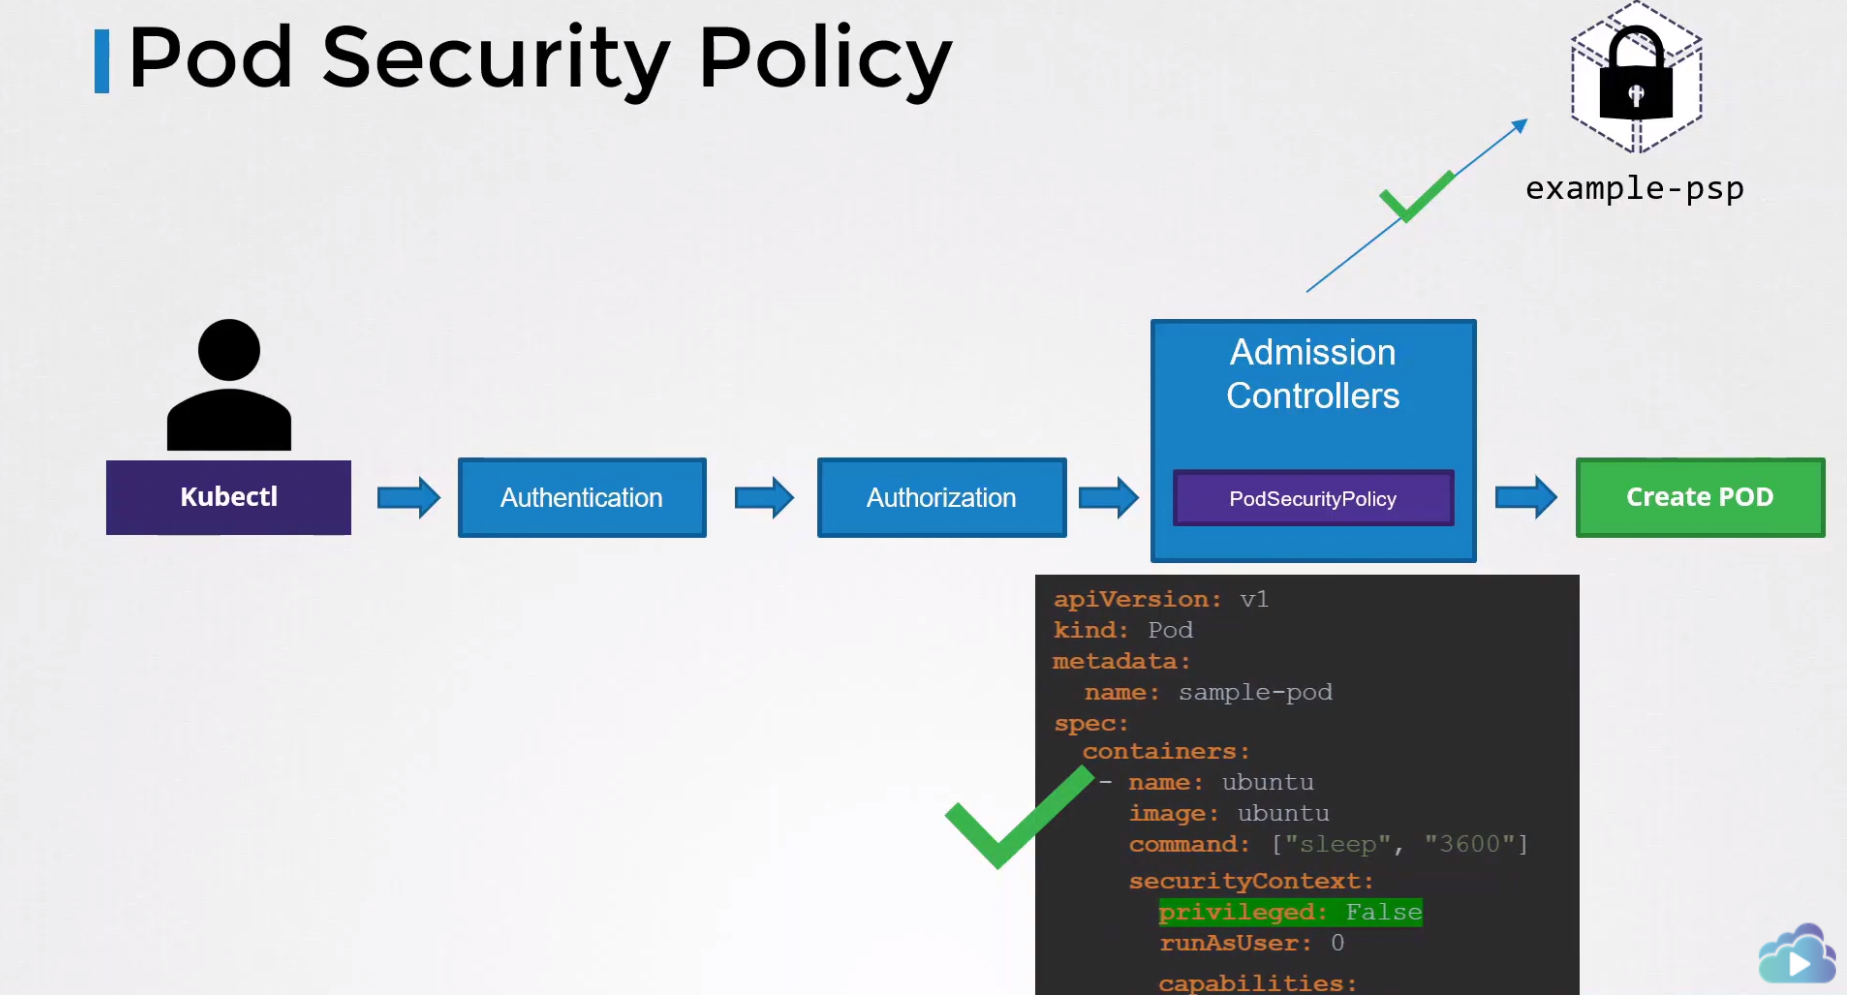 Pod Security Policy
example-psp
Admission
Controllers
Kubectl
Authentication
Authorization
PodSecurityPolicy
Create POD
apiVersion: v1
kind: Pod
metadata:
name: sample-pod
spec:
containers:
- name: ubuntu
image: ubuntu
command: ["sleep", "3600"]
securityContext:
privileged: False
runAsUser: 0
capabilities: